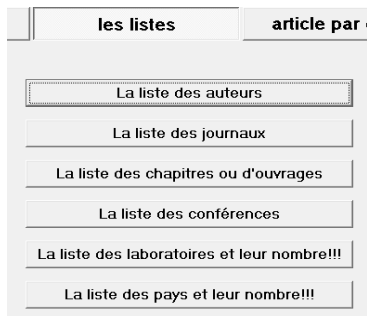 les listes
article par
La liste des auteurs
La liste des journaux
La liste des chapitres ou d'ouvrages
La liste des conférences
La liste des laboratoires et leur nombre!!!
La liste des pays et leur nombre!!!